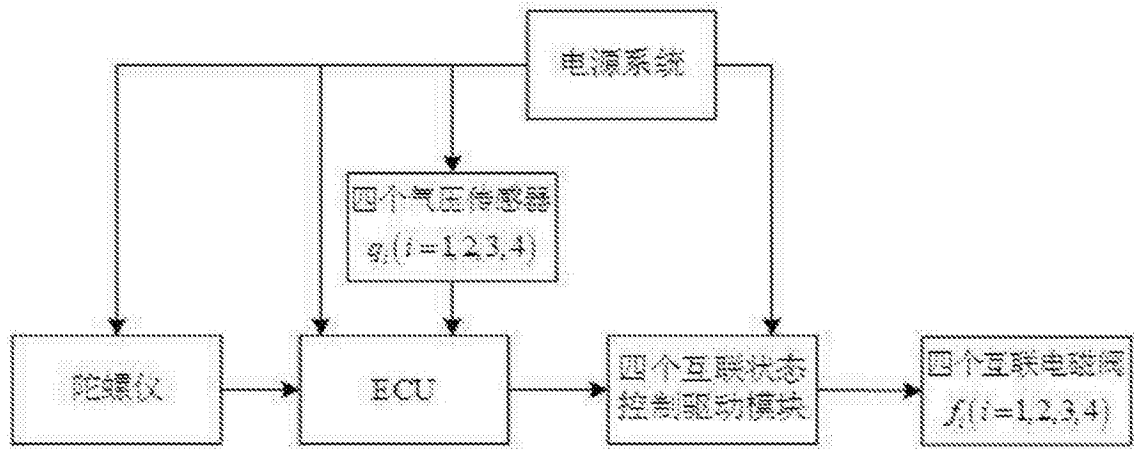 电源系统
四个气压传感器
q_i(i=1,2,3,4)
陀螺仪
ECU
四个互联状态
控制驱动模块
四个互联电磁阀
f_i(i=1,2,3,4)